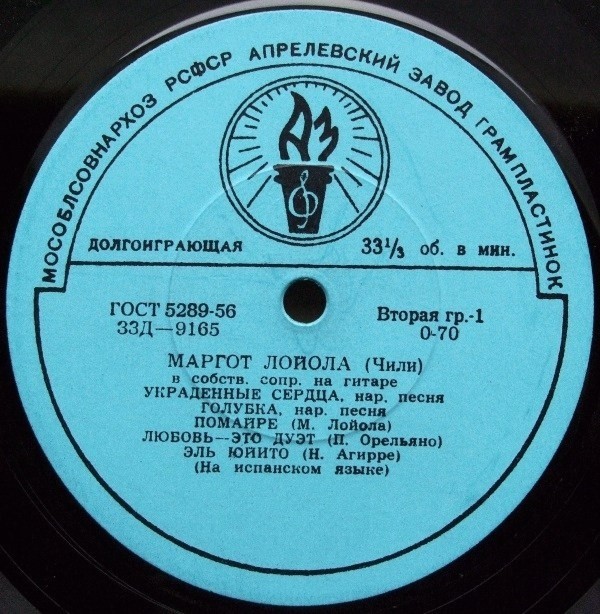 МОСОБЛСОВНАРХОЗ РСФСР АПРЕЛЕВСКИЙ ЗАВОД ГРАМПЛАСТИНОК
АЗ
ДОЛГОИГРАЮЩАЯ 33⅓ об. в мин.
ГОСТ 5289-56 Вторая гр.-1
33Д—9165 0-70
МАРГОТ ЛОЙОЛА (Чили)
в собств. сопр. на гитаре
УКРАДЕННЫЕ СЕРДЦА, нар. песня
ГОЛУБКА, нар. песня
ПОМАЙРЕ (М. Лойола)
ЛЮБОВЬ—ЭТО ДУЭТ (П. Орельяно)
ЭЛЬ ЮЙИТО (Н. Агирре)
(На испанском языке)